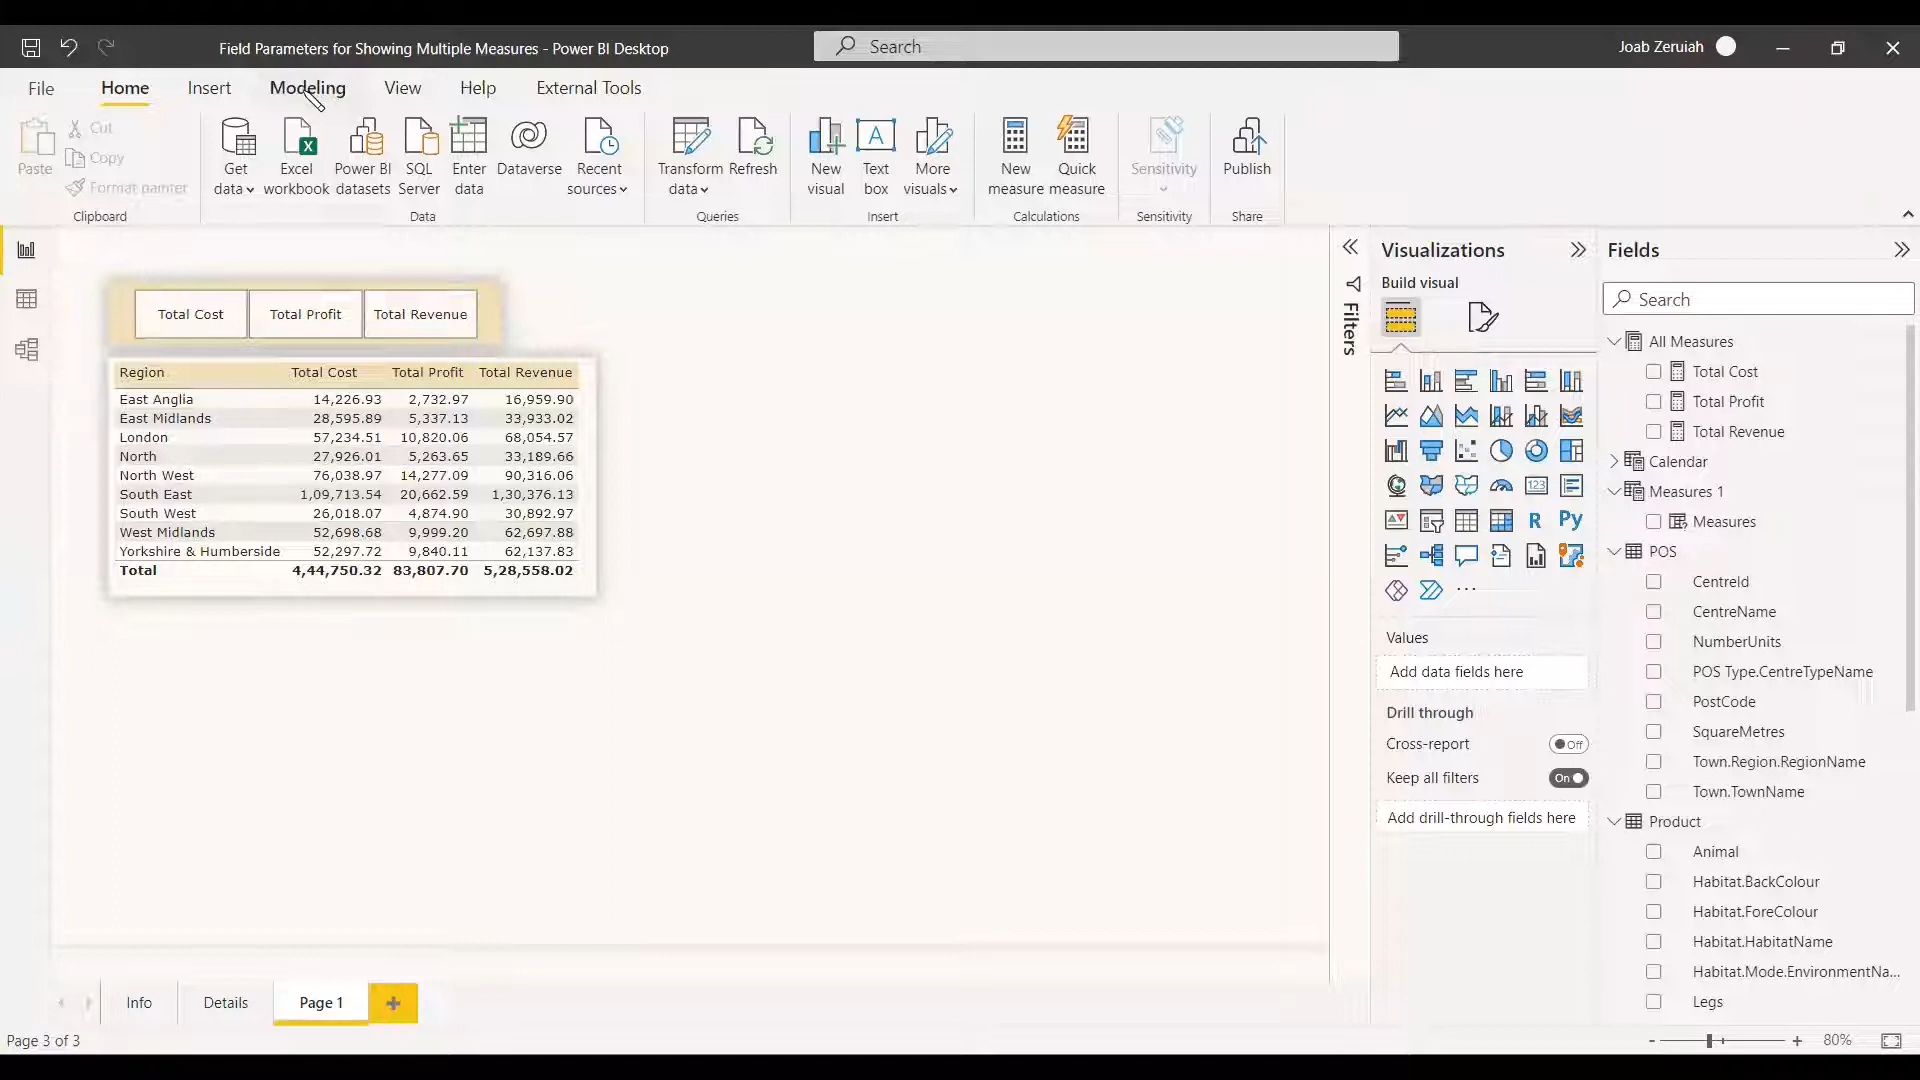 Field Parameters for Showing Multiple Measures - Power BI Desktop
Search
Joab Zeruiah
File Home Insert Modeling View Help External Tools
Paste
Cut
Copy
Format painter
Clipboard
Get data
Excel workbook
Power BI datasets
SQL Server
Enter data
Dataverse
Recent sources
Data
Transform data
Refresh
Queries
New visual
Text box
More visuals
Insert
New measure
Quick measure
Calculations
Sensitivity
Sensitivity
Publish
Share
Total Cost Total Profit Total Revenue
Region Total Cost Total Profit Total Revenue
East Anglia 14,226.93 2,732.97 16,959.90
East Midlands 28,595.89 5,337.13 33,933.02
London 57,234.51 10,820.06 68,054.57
North 27,926.01 5,263.65 33,189.66
North West 76,038.97 14,277.09 90,316.06
South East 1,09,713.54 20,662.59 1,30,376.13
South West 26,018.07 4,874.90 30,892.97
West Midlands 52,698.68 9,999.20 62,697.88
Yorkshire & Humberside 52,297.72 9,840.11 62,137.83
Total 4,44,750.32 83,807.70 5,28,558.02
Filters
Visualizations
Build visual
123
R Py
Values
Add data fields here
Drill through
Cross-report Off
Keep all filters On
Add drill-through fields here
Fields
Search
All Measures
Total Cost
Total Profit
Total Revenue
Calendar
Measures 1
Measures
POS
CentreId
CentreName
NumberUnits
POS Type.CentreTypeName
PostCode
SquareMetres
Town.Region.RegionName
Town.TownName
Product
Animal
Habitat.BackColour
Habitat.ForeColour
Habitat.HabitatName
Habitat.Mode.EnvironmentNa...
Legs
Info Details Page 1 +
Page 3 of 3
- + 80%